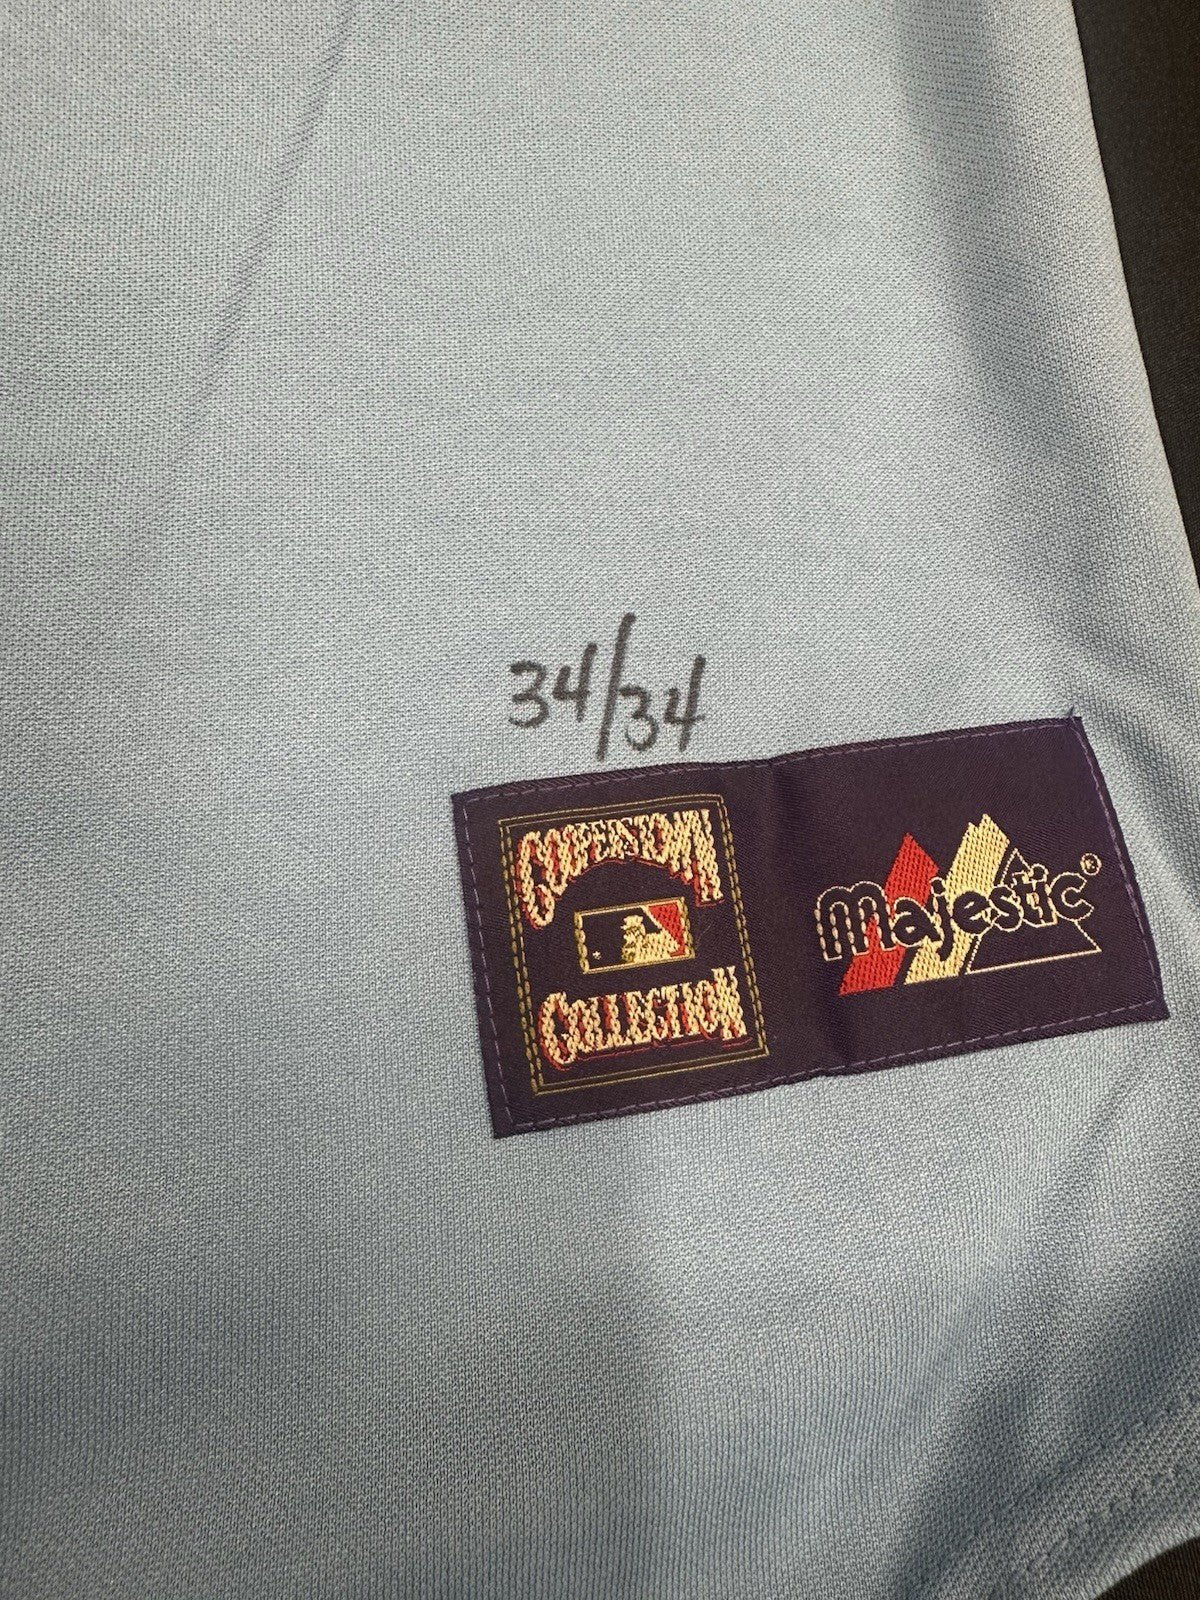 34/34
COOPERSTOWN
COLLECTION
Majestic®